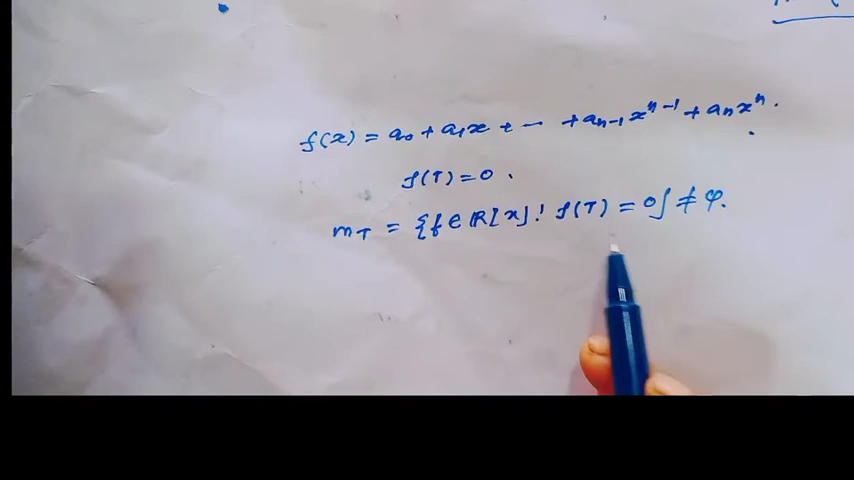 f(x) = a₀ + a₁x + --- + aₙ₋₁xⁿ⁻¹ + aₙxⁿ.
f(T) = 0.
m_T = {f ∈ ℝ[x] : f(T) = 0} ≠ φ.